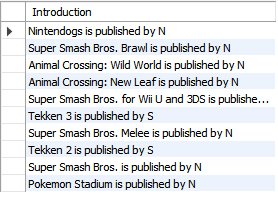 Introduction
Nintendogs is published by N
Super Smash Bros. Brawl is published by N
Animal Crossing: Wild World is published by N
Animal Crossing: New Leaf is published by N
Super Smash Bros. for Wii U and 3DS is publishe...
Tekken 3 is published by S
Super Smash Bros. Melee is published by N
Tekken 2 is published by S
Super Smash Bros. is published by N
Pokemon Stadium is published by N